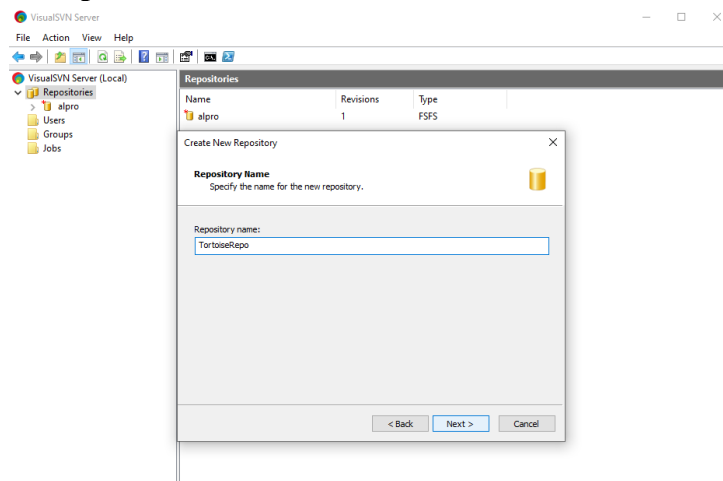 VisualSVN Server
File Action View Help
VisualSVN Server (Local)
Repositories
alpro
Users
Groups
Jobs
Repositories
Name Revisions Type
alpro 1 FSFS
Create New Repository
Repository Name
Specify the name for the new repository.
Repository name:
TortoiseRepo
< Back Next > Cancel